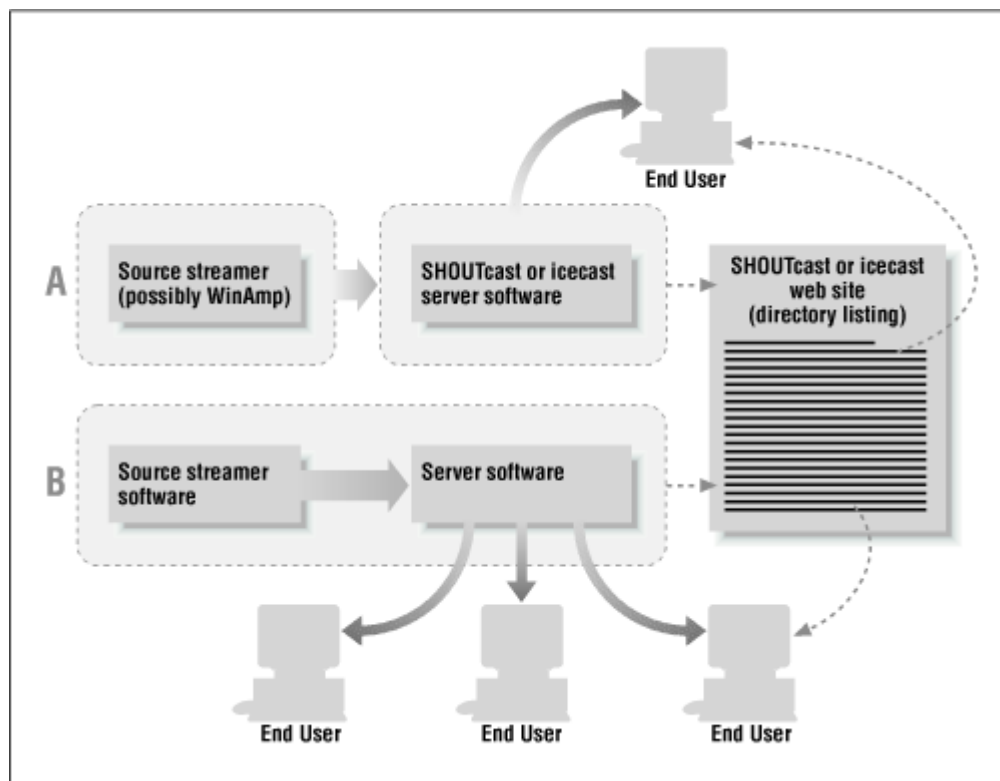 End User
A
Source streamer
(possibly WinAmp)
SHOUTcast or icecast
server software
SHOUTcast or icecast
web site
(directory listing)
B
Source streamer
software
Server software
End User
End User
End User